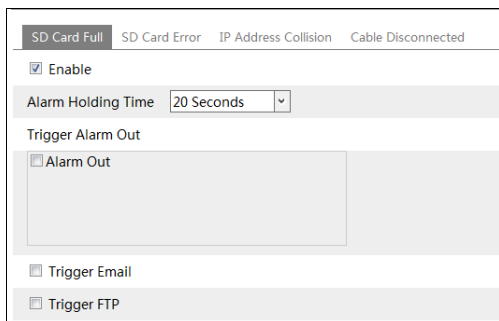 SD Card Full SD Card Error IP Address Collision Cable Disconnected
Enable
Alarm Holding Time 20 Seconds
Trigger Alarm Out
Alarm Out
Trigger Email
Trigger FTP